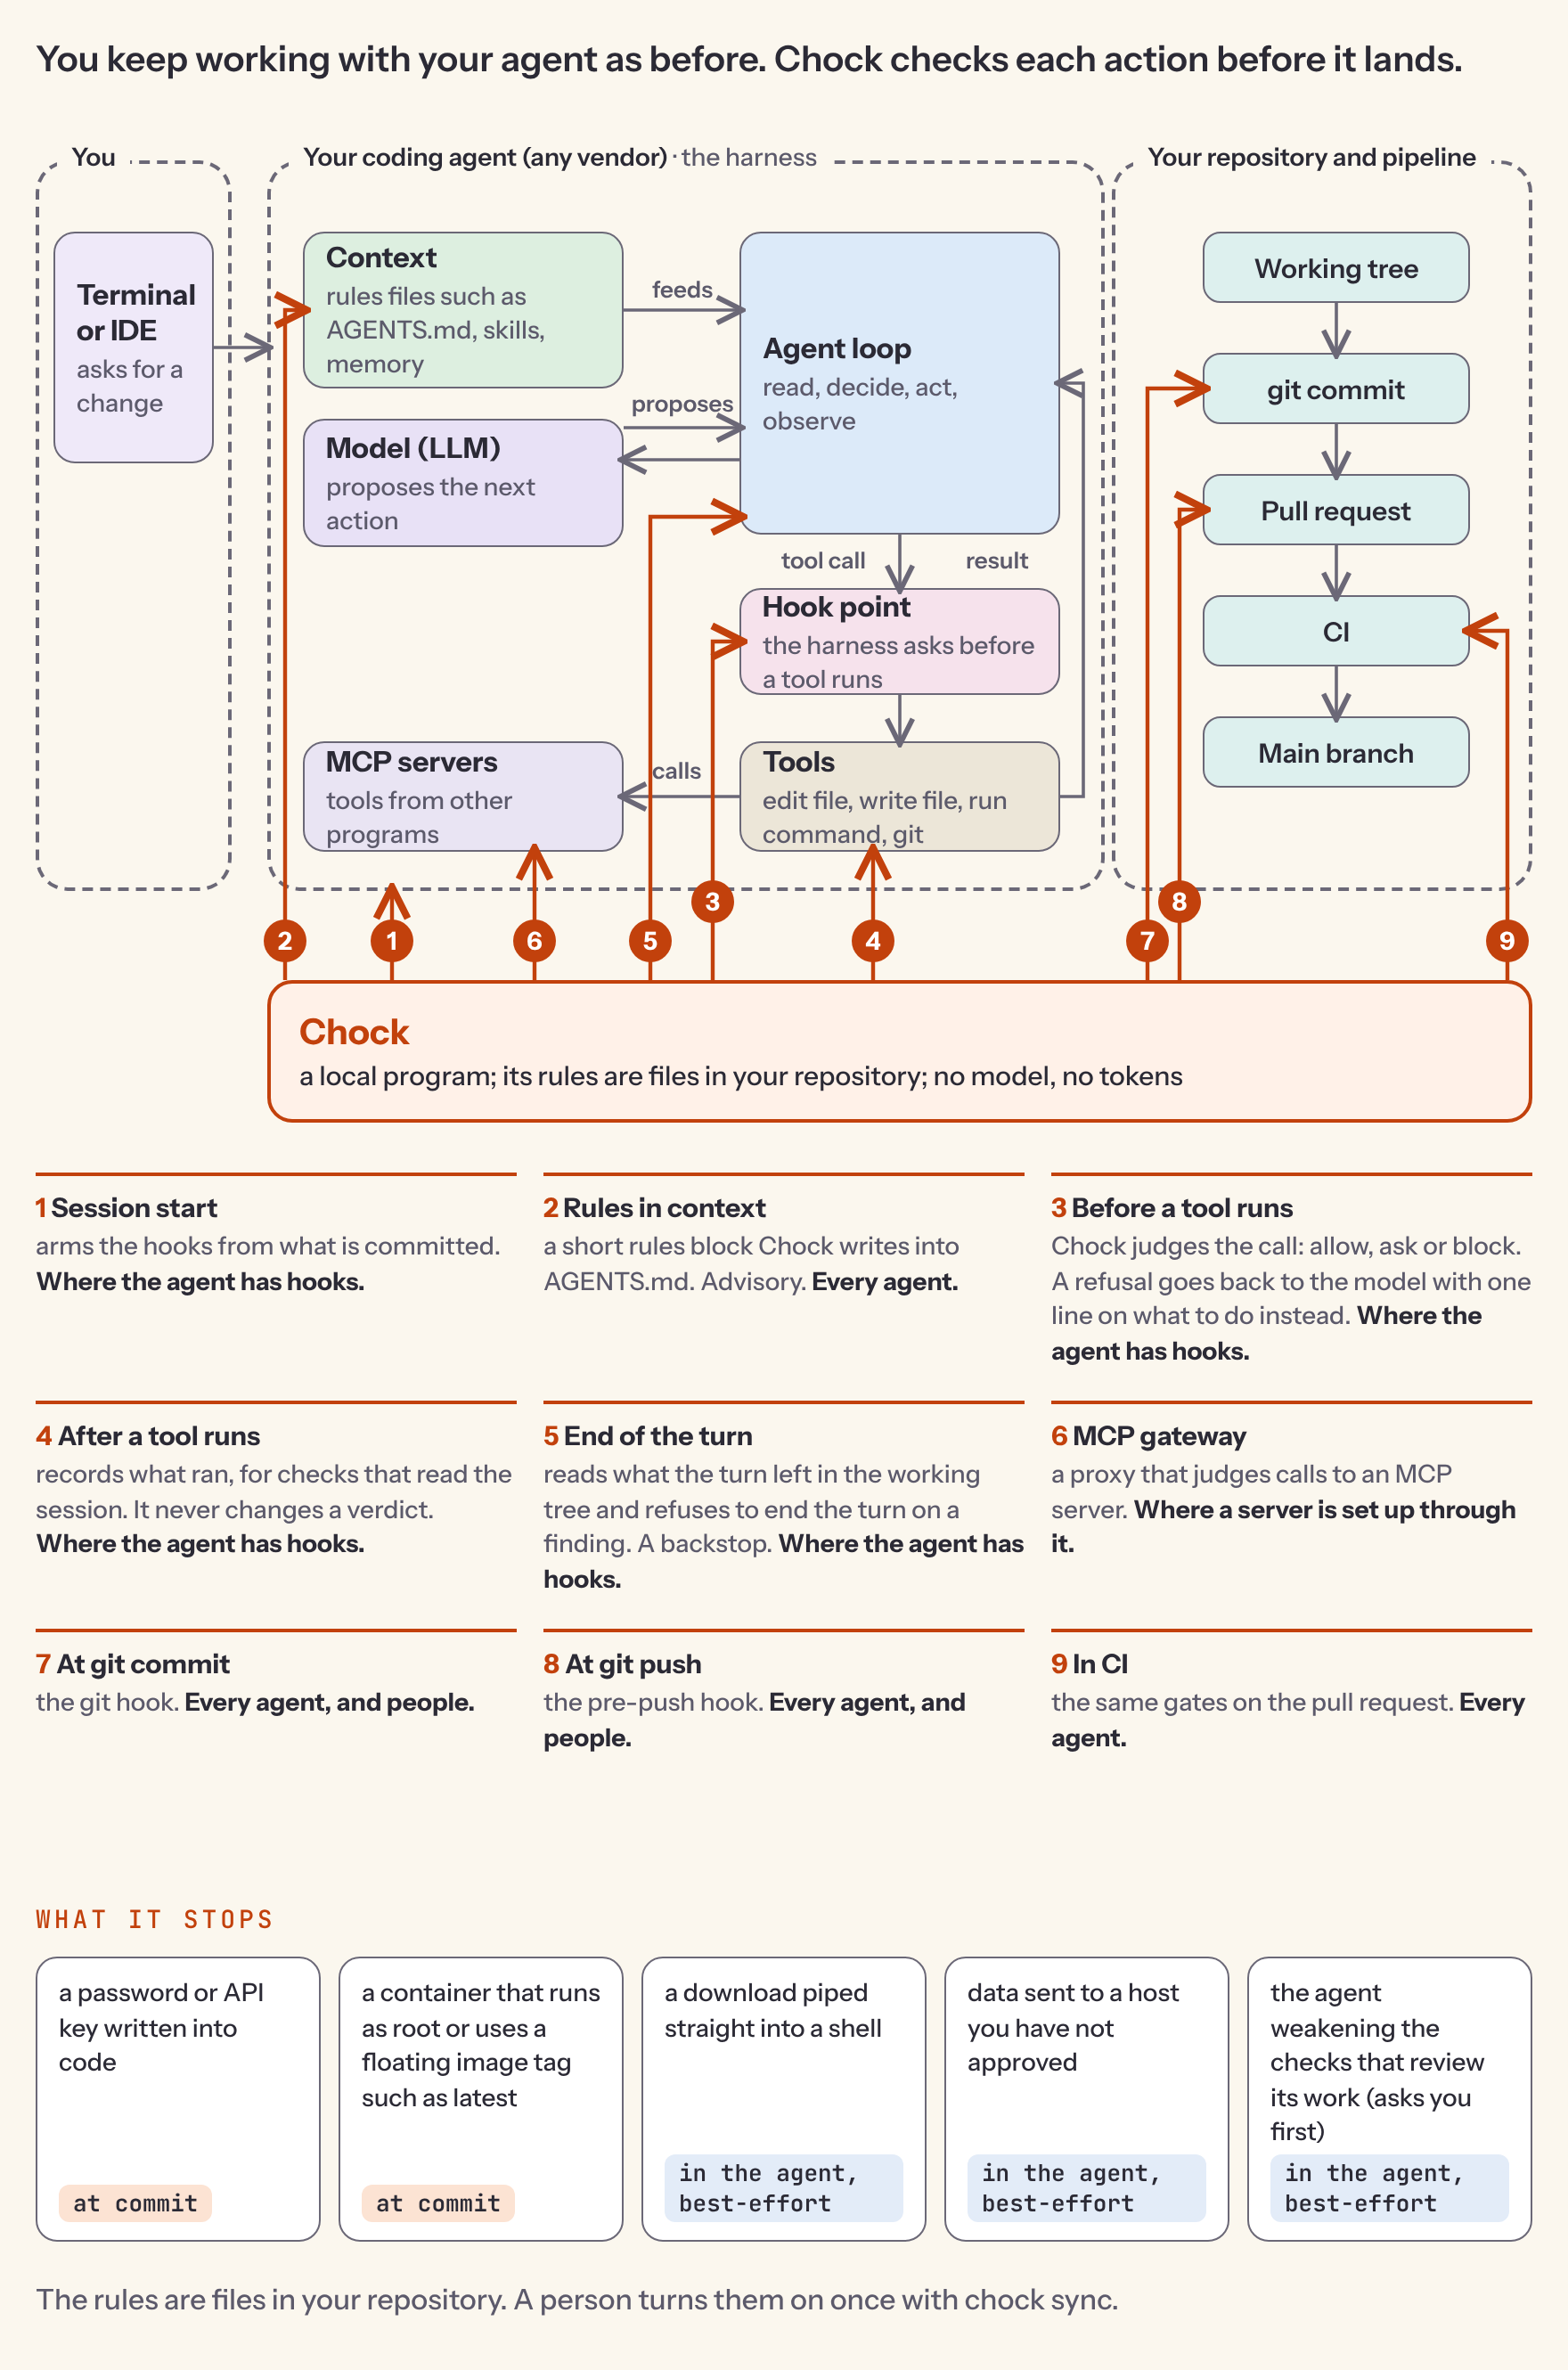 You keep working with your agent as before. Chock checks each action before it lands.
You
Your coding agent (any vendor) · the harness
Your repository and pipeline
Terminal
or IDE
asks for a
change
Context
rules files such as
AGENTS.md, skills,
memory
feeds
Agent loop
read, decide, act,
observe
proposes
Model (LLM)
proposes the next
action
tool call
result
Hook point
the harness asks before
a tool runs
MCP servers
tools from other
programs
calls
Tools
edit file, write file, run
command, git
Working tree
git commit
Pull request
CI
Main branch
2
1
6
5
3
4
7
8
9
Chock
a local program; its rules are files in your repository; no model, no tokens
1 Session start
arms the hooks from what is committed.
Where the agent has hooks.
2 Rules in context
a short rules block Chock writes into
AGENTS.md. Advisory. Every agent.
3 Before a tool runs
Chock judges the call: allow, ask or block.
A refusal goes back to the model with one
line on what to do instead. Where the
agent has hooks.
4 After a tool runs
records what ran, for checks that read the
session. It never changes a verdict.
Where the agent has hooks.
5 End of the turn
reads what the turn left in the working
tree and refuses to end the turn on a
finding. A backstop. Where the agent has
hooks.
6 MCP gateway
a proxy that judges calls to an MCP
server. Where a server is set up through
it.
7 At git commit
the git hook. Every agent, and people.
8 At git push
the pre-push hook. Every agent, and
people.
9 In CI
the same gates on the pull request. Every
agent.
WHAT IT STOPS
a password or API
key written into
code
at commit
a container that runs
as root or uses a
floating image tag
such as latest
at commit
a download piped
straight into a shell
in the agent,
best-effort
data sent to a host
you have not
approved
in the agent,
best-effort
the agent
weakening the
checks that review
its work (asks you
first)
in the agent,
best-effort
The rules are files in your repository. A person turns them on once with chock sync.